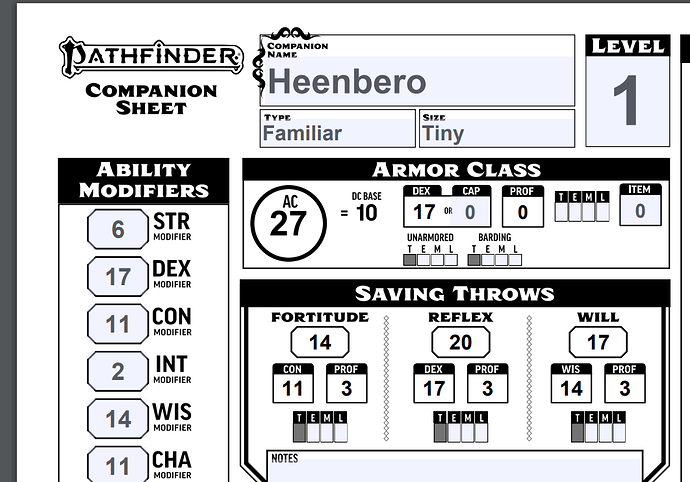 PATHFINDER
COMPANION
SHEET
COMPANION
NAME
Heenbero
TYPE
Familiar
SIZE
Tiny
LEVEL
1
ABILITY
MODIFIERS
6 STR
MODIFIER
17 DEX
MODIFIER
11 CON
MODIFIER
2 INT
MODIFIER
14 WIS
MODIFIER
11 CHA
MODIFIER
ARMOR CLASS
AC
27
DC BASE
= 10
DEX CAP PROF T E M L ITEM
17 OR 0 0 0
UNARMORED BARDING
T E M L T E M L
SAVING THROWS
FORTITUDE REFLEX WILL
14 20 17
CON PROF DEX PROF WIS PROF
11 3 17 3 14 3
T E M L T E M L T E M L
NOTES